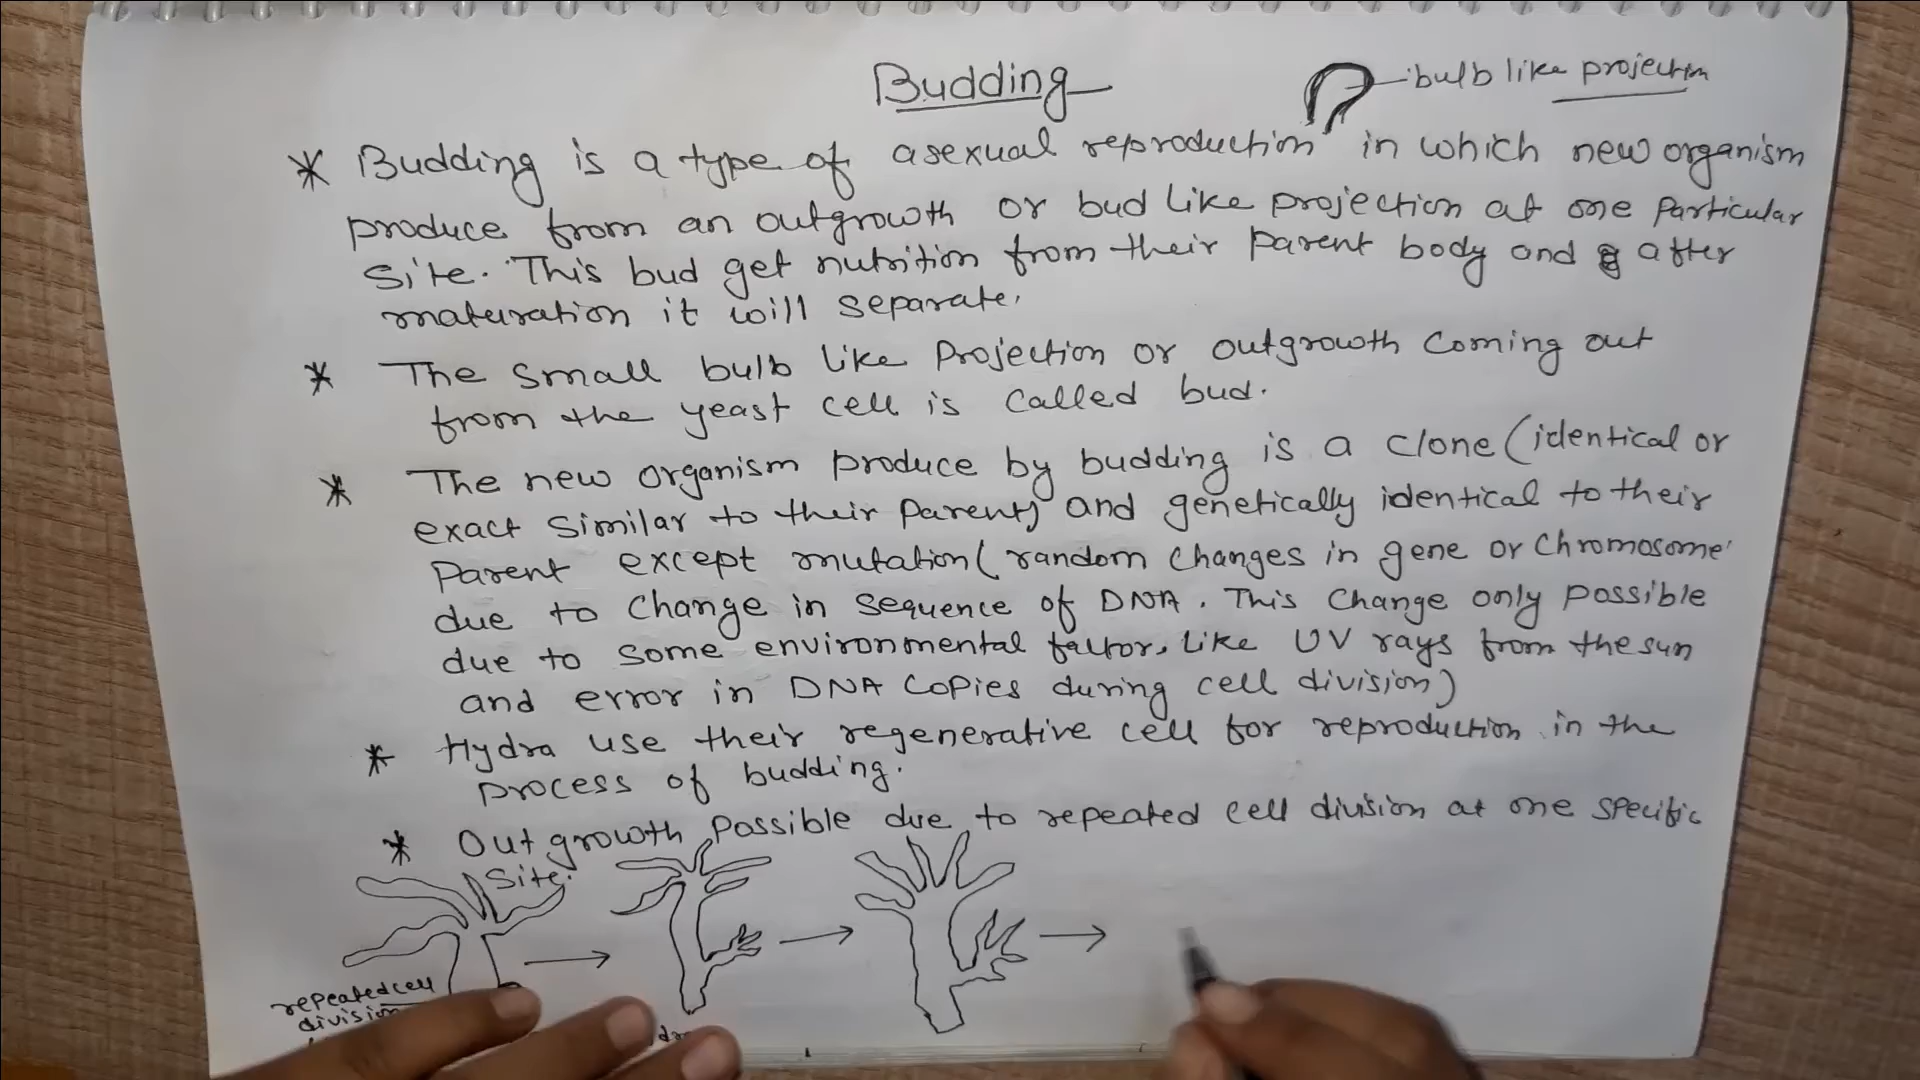 Budding
bulb like projection
* Budding is a type of asexual reproduction in which new organism
produce from an outgrowth or bud like projection at one particular
site. This bud get nutrition from their parent body and after
maturation it will separate.
* The small bulb like projection or outgrowth coming out
from the yeast cell is called bud.
* The new organism produce by budding is a clone (identical or
exact similar to their parent) and genetically identical to their
parent except mutation (random changes in gene or chromosome
due to change in sequence of DNA. This change only possible
due to some environmental factor, like UV rays from the sun
and error in DNA copies during cell division)
* Hydra use their regenerative cell for reproduction in the
process of budding.
* Outgrowth possible due to repeated cell division at one specific
site.
repeated cell
division